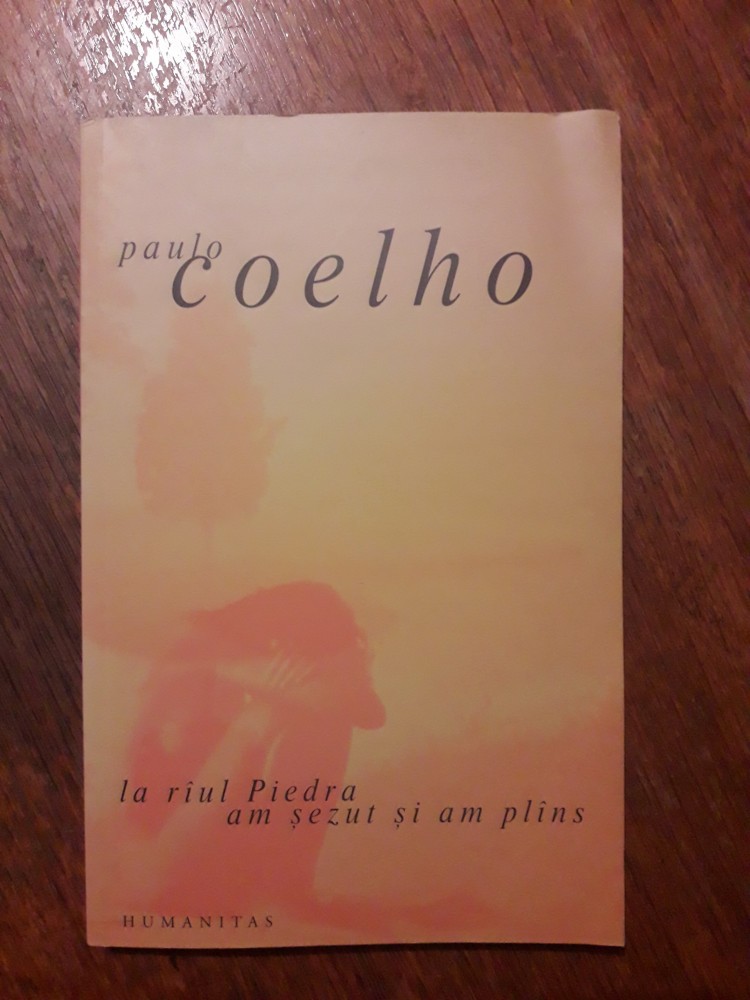 paulo
coelho
la rîul Piedra
am șezut și am plîns
HUMANITAS